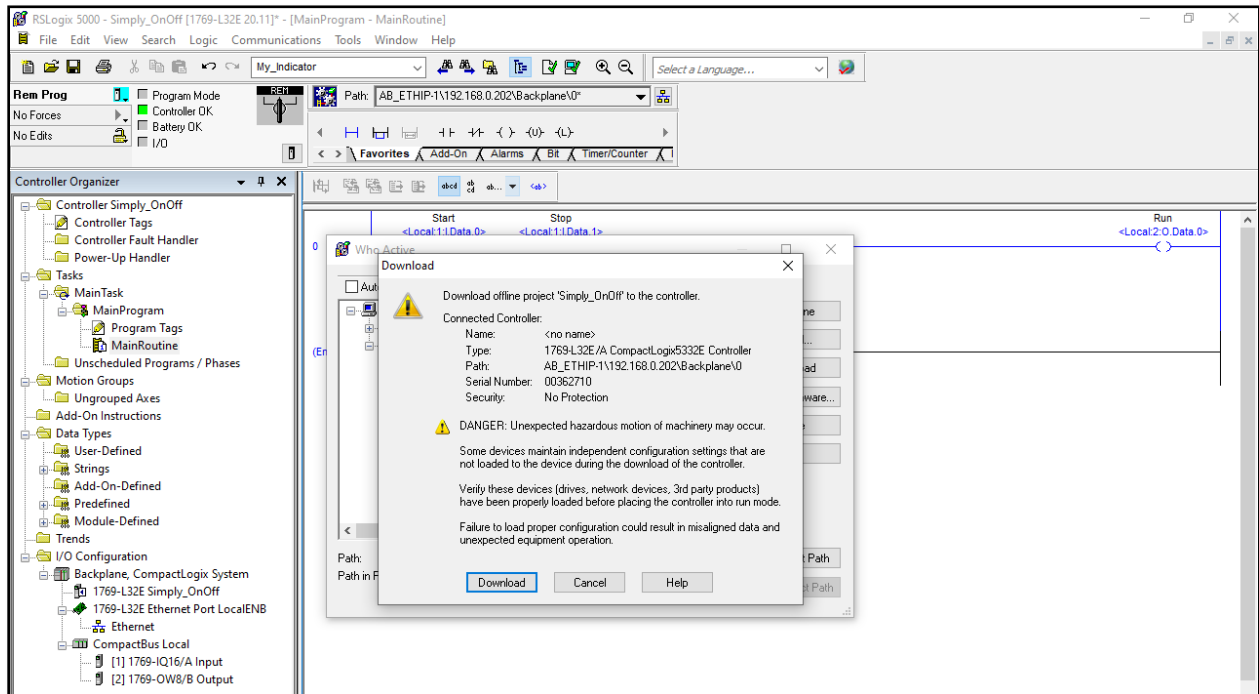 RSLogix 5000 - Simply_OnOff [1769-L32E 20.11]* - [MainProgram - MainRoutine]
File Edit View Search Logic Communications Tools Window Help
My_Indicator
Select a Language...
Rem Prog
Program Mode
REM
Path: AB_ETHIP-1\192.168.0.202\Backplane\0*
No Forces
Controller OK
Battery OK
No Edits
I/O
Favorites Add-On Alarms Bit Timer/Counter
Controller Organizer
Controller Simply_OnOff
Controller Tags
Controller Fault Handler
Power-Up Handler
Tasks
MainTask
MainProgram
Program Tags
MainRoutine
Unscheduled Programs / Phases
Motion Groups
Ungrouped Axes
Add-On Instructions
Data Types
User-Defined
Strings
Add-On-Defined
Predefined
Module-Defined
Trends
I/O Configuration
Backplane, CompactLogix System
1769-L32E Simply_OnOff
1769-L32E Ethernet Port LocalENB
Ethernet
CompactBus Local
[1] 1769-IQ16/A Input
[2] 1769-OW8/B Output
Start Stop Run
<Local:1:I.Data.0> <Local:1:I.Data.1> <Local:2:O.Data.0>
0
(En
Who Active
Aut
Path:
Path in F
Download
Download offline project 'Simply_OnOff' to the controller.
Connected Controller:
Name: <no name>
Type: 1769-L32E/A CompactLogix5332E Controller
Path: AB_ETHIP-1\192.168.0.202\Backplane\0
Serial Number: 00362710
Security: No Protection
DANGER: Unexpected hazardous motion of machinery may occur.
Some devices maintain independent configuration settings that are
not loaded to the device during the download of the controller.
Verify these devices (drives, network devices, 3rd party products)
have been properly loaded before placing the controller into run mode.
Failure to load proper configuration could result in misaligned data and
unexpected equipment operation.
Download Cancel Help
ne
ad
ware...
t Path
ct Path